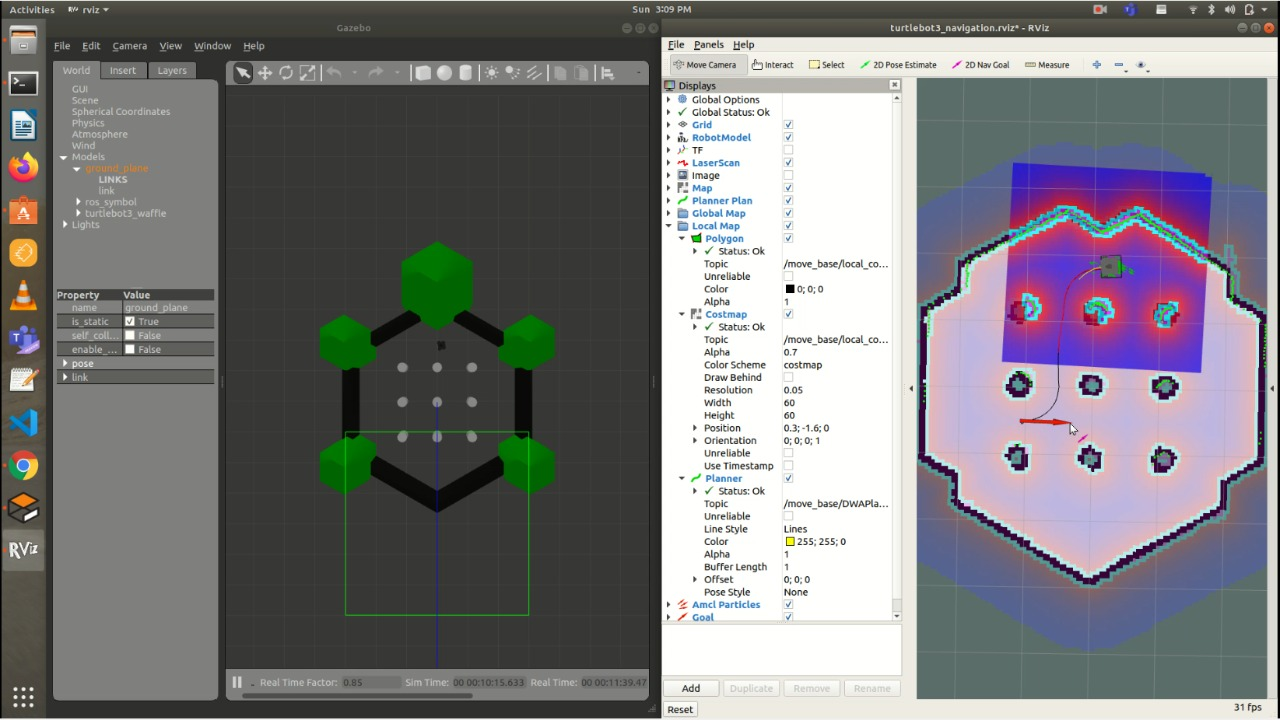 Activities RViz rviz Sun 3:09 PM
Gazebo
turtlebot3_navigation.rviz* - RViz
File Edit Camera View Window Help
File Panels Help
World Insert Layers
Move Camera Interact Select 2D Pose Estimate 2D Nav Goal Measure
GUI
Scene
Spherical Coordinates
Physics
Atmosphere
Wind
Models
ground_plane
LINKS
link
ros_symbol
turtlebot3_waffle
Lights
Property Value
name ground_plane
is_static True
self_coll... False
enable_... False
pose
link
RViz
Real Time Factor: 0.85 Sim Time: 00 00:10:15.633 Real Time: 00 00:11:39.47
Displays
Global Options
Global Status: Ok
Grid
RobotModel
TF
LaserScan
Image
Map
Planner Plan
Global Map
Local Map
Polygon
Status: Ok
Topic /move_base/local_co...
Unreliable
Color 0; 0; 0
Alpha 1
Costmap
Status: Ok
Topic /move_base/local_co...
Alpha 0.7
Color Scheme costmap
Draw Behind
Resolution 0.05
Width 60
Height 60
Position 0.3; -1.6; 0
Orientation 0; 0; 0; 1
Unreliable
Use Timestamp
Planner
Status: Ok
Topic /move_base/DWAPla...
Unreliable
Line Style Lines
Color 255; 255; 0
Alpha 1
Buffer Length 1
Offset 0; 0; 0
Pose Style None
Amcl Particles
Goal
Add Duplicate Remove Rename
Reset
31 fps